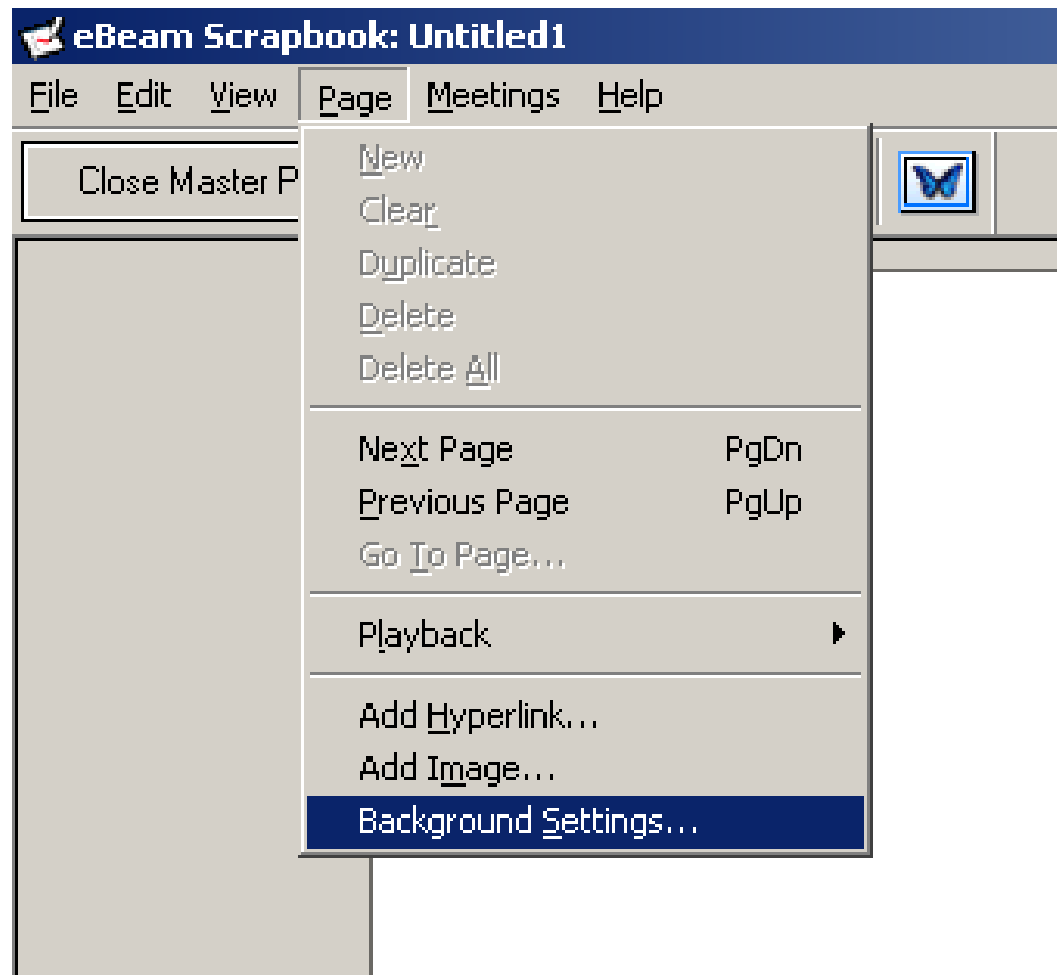 eBeam Scrapbook: Untitled1
File Edit View Page Meetings Help
Close Master P
New
Clear
Duplicate
Delete
Delete All
Next Page PgDn
Previous Page PgUp
Go To Page...
Playback
Add Hyperlink...
Add Image...
Background Settings...